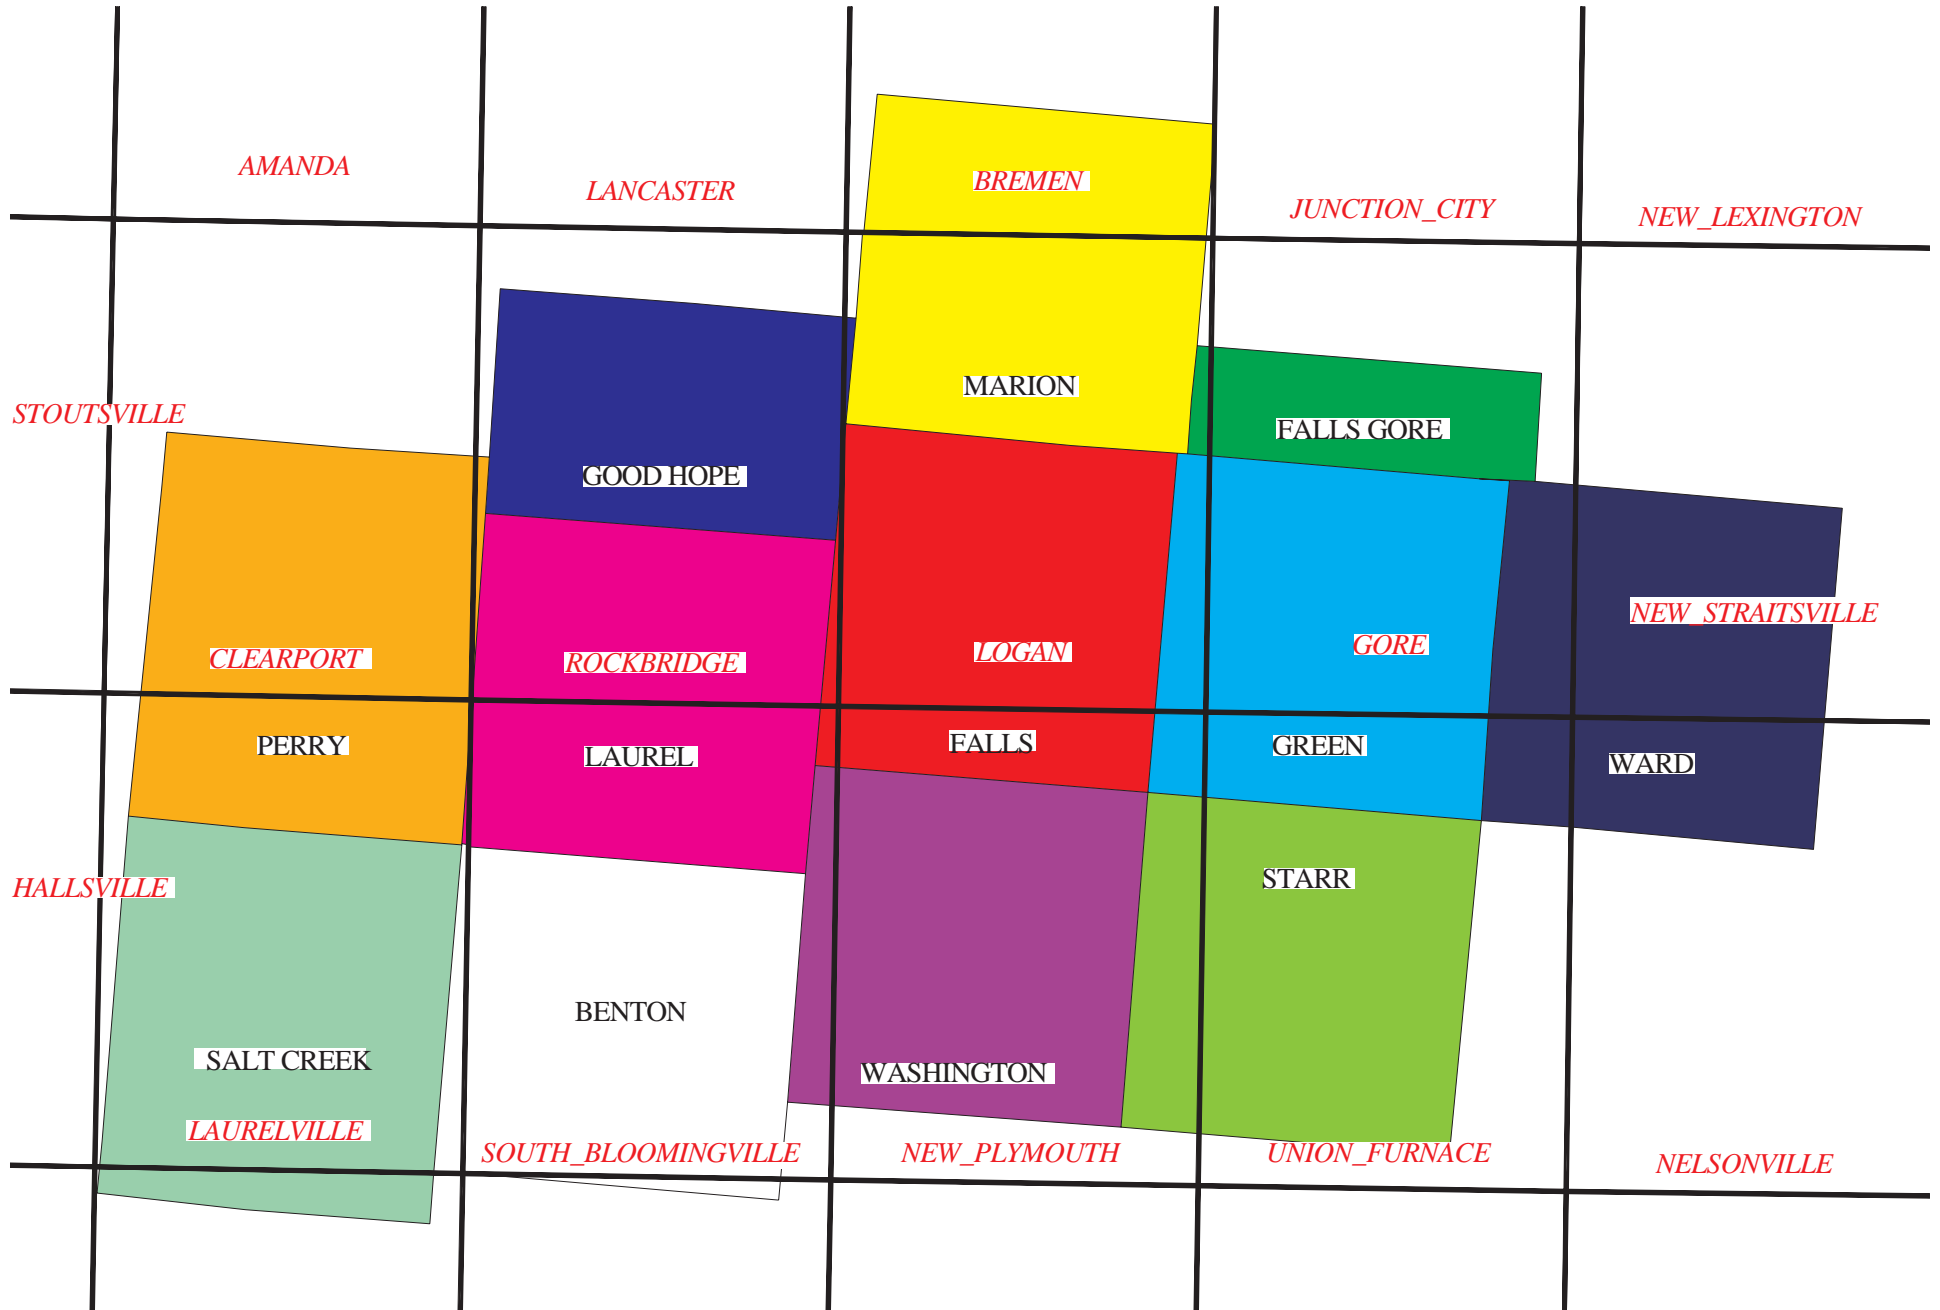 AMANDA
LANCASTER
BREMEN
JUNCTION_CITY
NEW_LEXINGTON
MARION
STOUTSVILLE
FALLS GORE
GOOD HOPE
NEW_STRAITSVILLE
CLEARPORT
ROCKBRIDGE
LOGAN
GORE
PERRY
LAUREL
FALLS
GREEN
WARD
HALLSVILLE
STARR
BENTON
SALT CREEK
WASHINGTON
LAURELVILLE
SOUTH_BLOOMINGVILLE
NEW_PLYMOUTH
UNION_FURNACE
NELSONVILLE